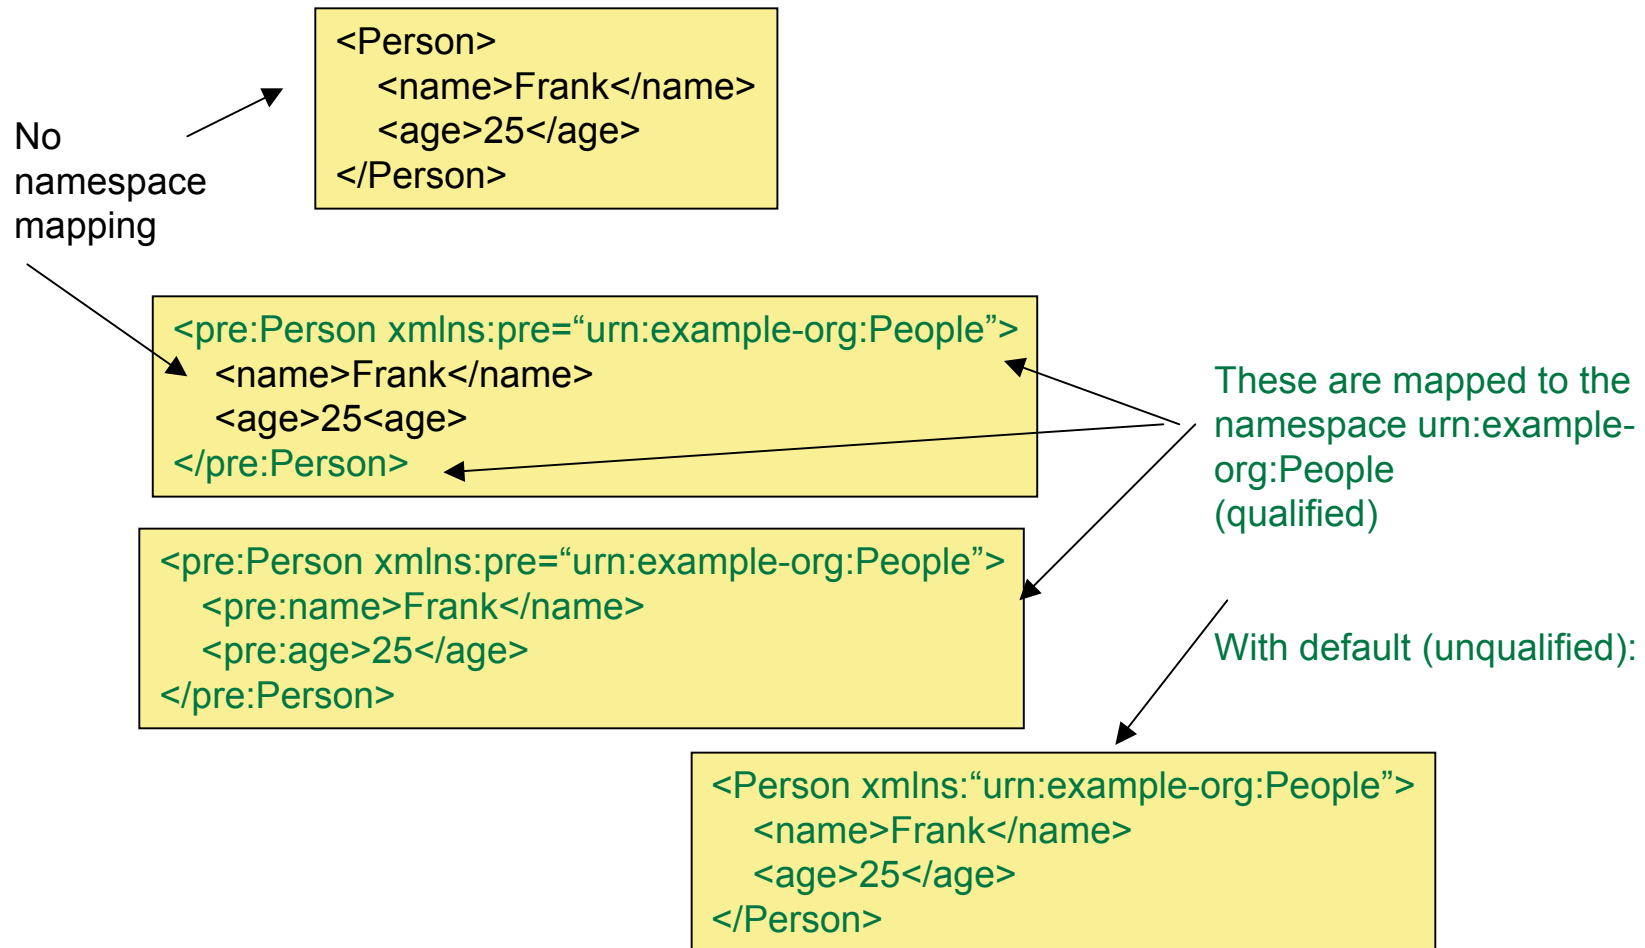 <Person>
<name>Frank</name>
<age>25</age>
</Person>
No
namespace
mapping
<pre:Person xmlns:pre=“urn:example-org:People”>
<name>Frank</name>
<age>25<age>
</pre:Person>
These are mapped to the
namespace urn:example-
org:People
(qualified)
<pre:Person xmlns:pre=“urn:example-org:People”>
<pre:name>Frank</name>
<pre:age>25</age>
</pre:Person>
With default (unqualified):
<Person xmlns:“urn:example-org:People”>
<name>Frank</name>
<age>25</age>
</Person>